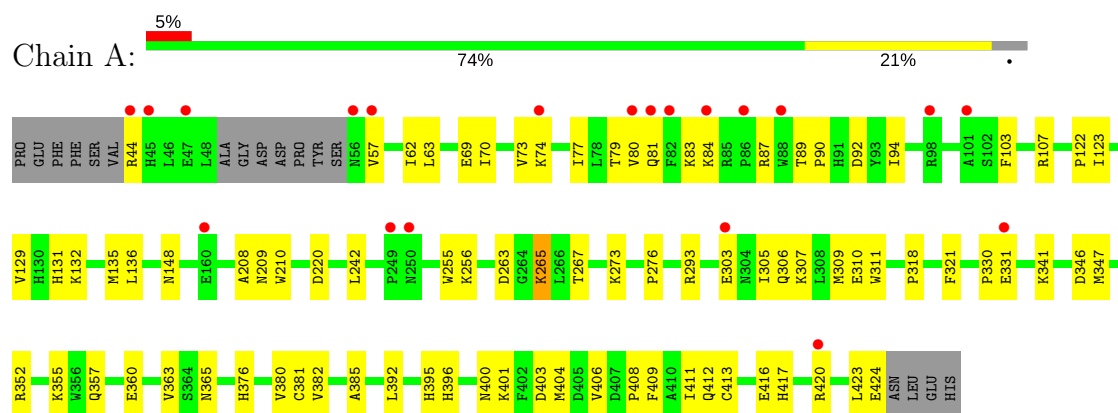 5%
Chain A:
74% 21% •
PRO GLU PHE PHE SER VAL R44 H45 L46 E47 L48 ALA GLY ASP ASP PRO TYR SER N56 V57 I62 L63 E69 I70 V73 K74 I77 L78 T79 V80 Q81 F82 K83 K84 R85 P86 R87 W88 T89 P90 H91 D92 Y93 I94 R98 A101 S102 F103 R107 P122 I123
V129 H130 H131 K132 M135 L136 N148 E160 A208 N209 W210 D220 L242 P249 N250 W255 K256 D263 G264 K265 L266 T267 K273 P276 R293 E303 N304 I305 Q306 K307 L308 M309 E310 W311 P318 F321 P330 E331 K341 D346 M347
R352 K355 W356 Q357 E360 V363 S364 N365 H376 V380 C381 V382 A385 L392 H395 H396 N400 K401 F402 D403 M404 D405 V406 D407 P408 F409 A410 I411 Q412 C413 E416 H417 R420 L423 E424 ASN LEU GLU HIS